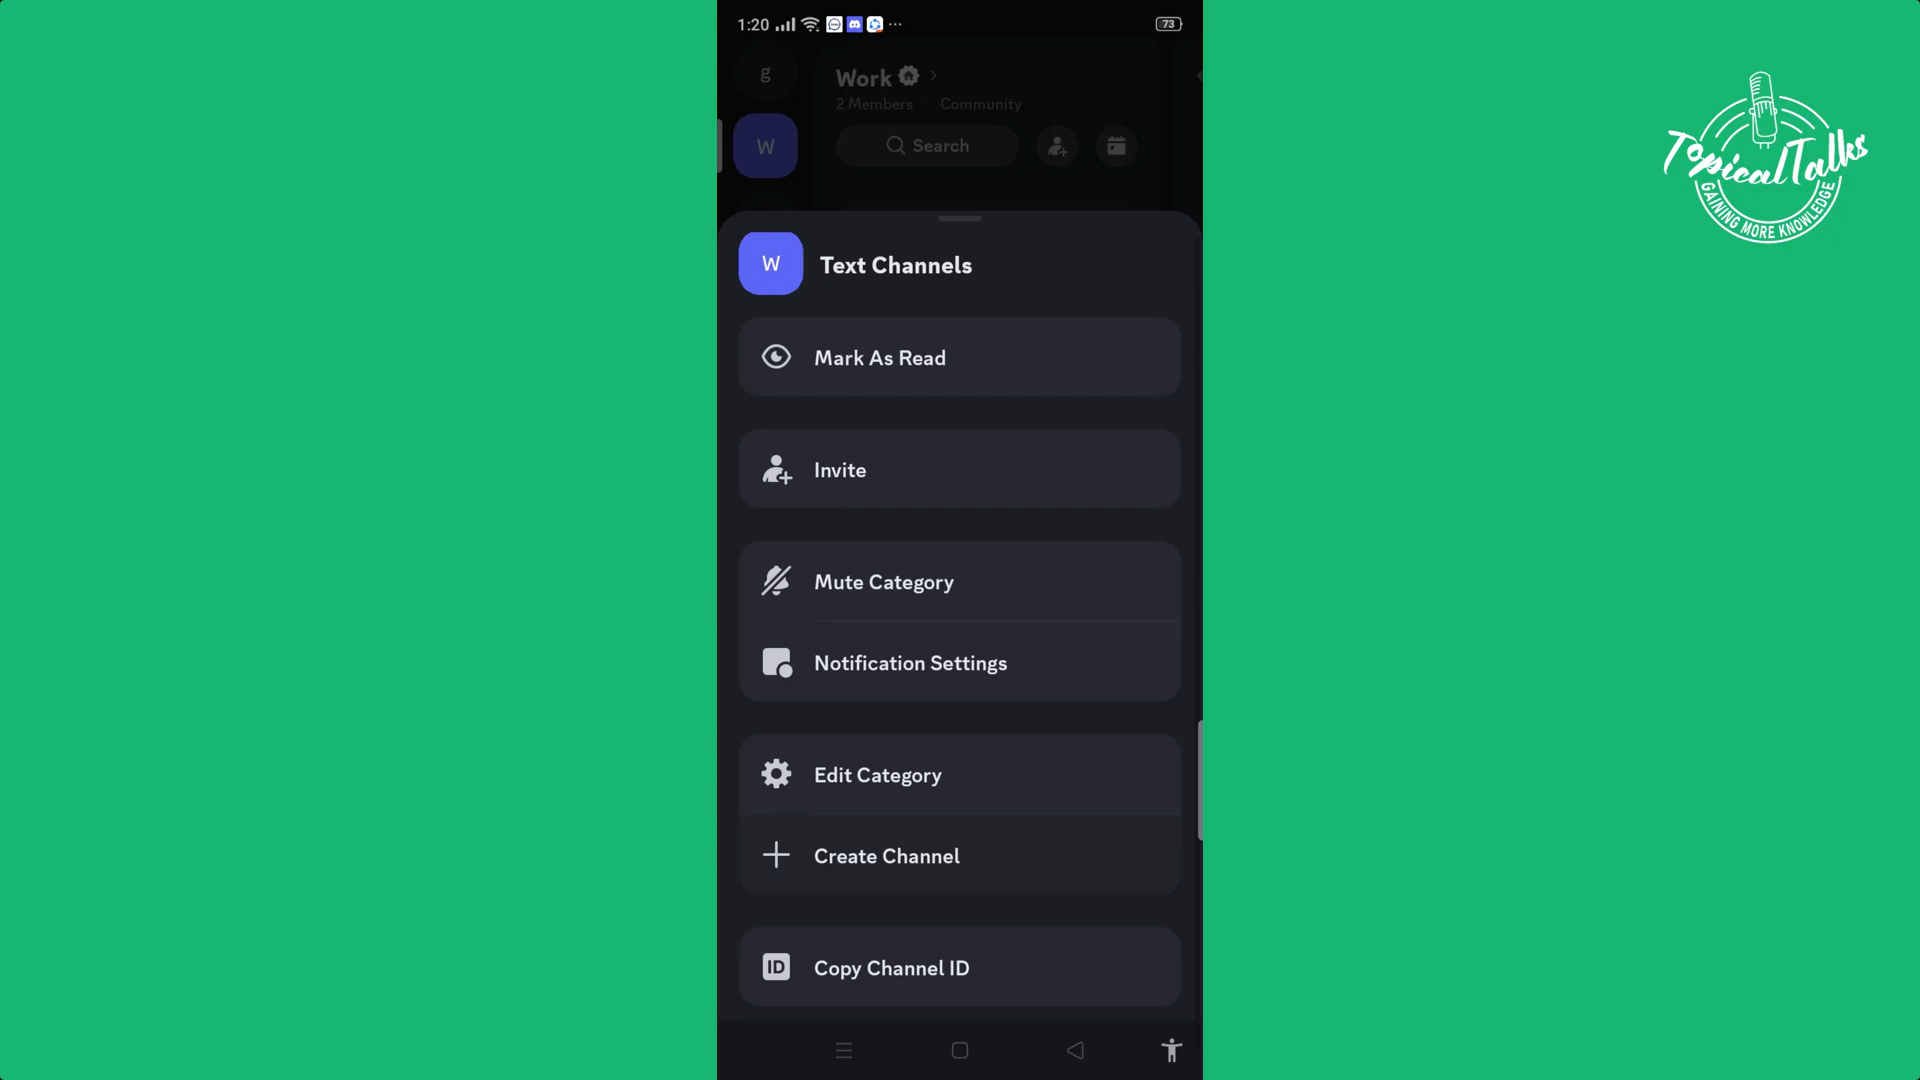 1:20
73
g
Work
2 Members · Community
W
Search
W
Text Channels
Mark As Read
Invite
Mute Category
Notification Settings
Edit Category
Create Channel
ID
Copy Channel ID
TopicalTalks
GAINING MORE KNOWLEDGE